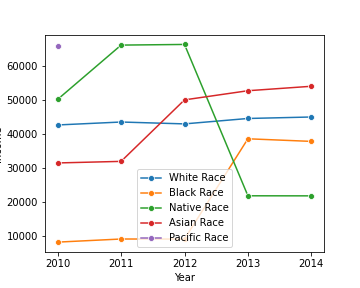 60000
50000
40000
30000
20000
10000
White Race
Black Race
Native Race
Asian Race
Pacific Race
2010 2011 2012 2013 2014
Year